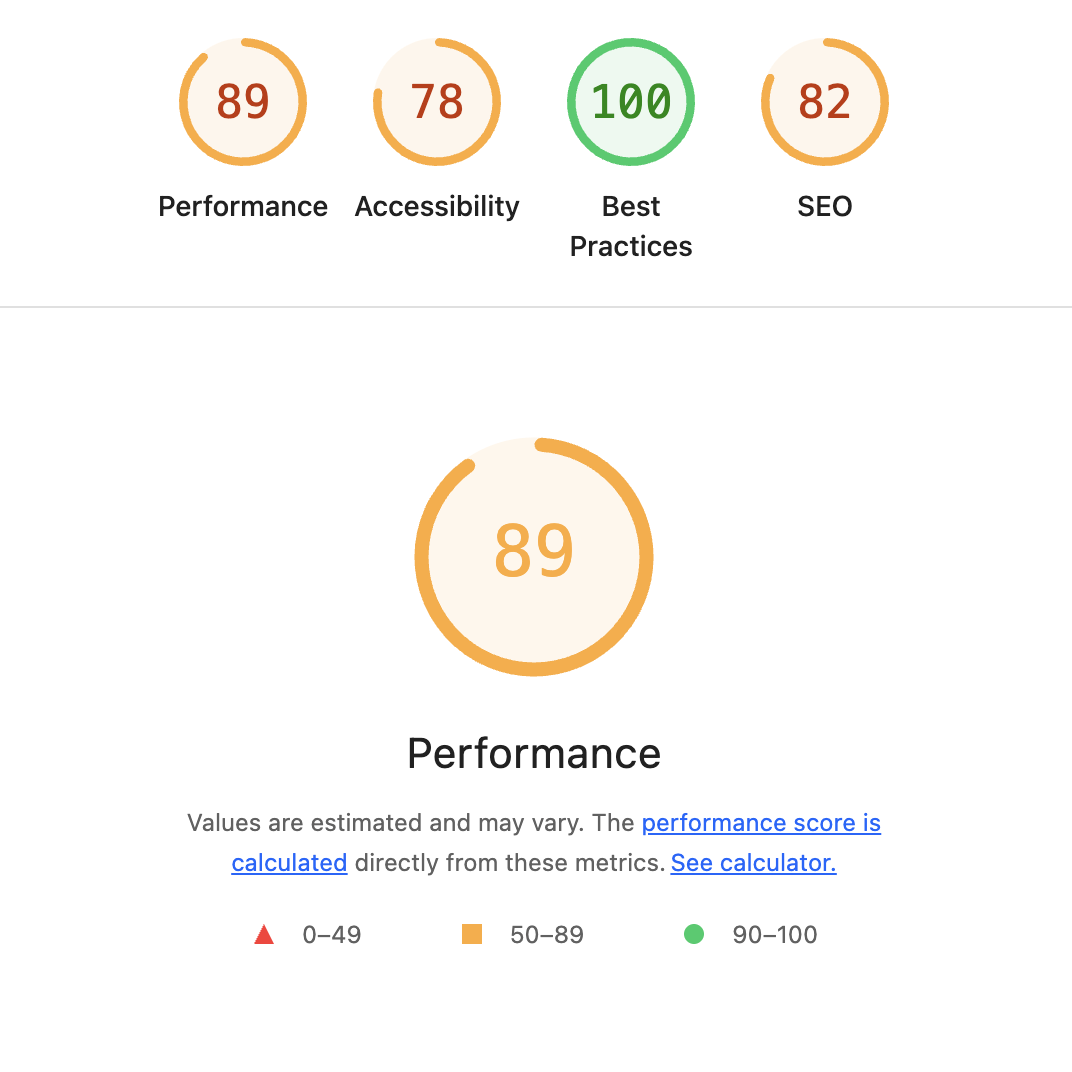 89
78
100
82
Performance
Accessibility
Best
Practices
SEO
89
Performance
Values are estimated and may vary. The performance score is
calculated directly from these metrics. See calculator.
0–49
50–89
90–100